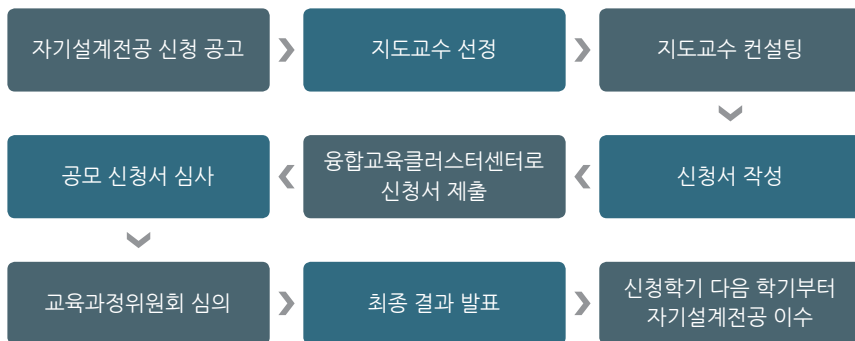 자기설계전공 신청 공고
지도교수 선정
지도교수 컨설팅
신청서 작성
융합교육클러스터센터로
신청서 제출
공모 신청서 심사
교육과정위원회 심의
최종 결과 발표
신청학기 다음 학기부터
자기설계전공 이수